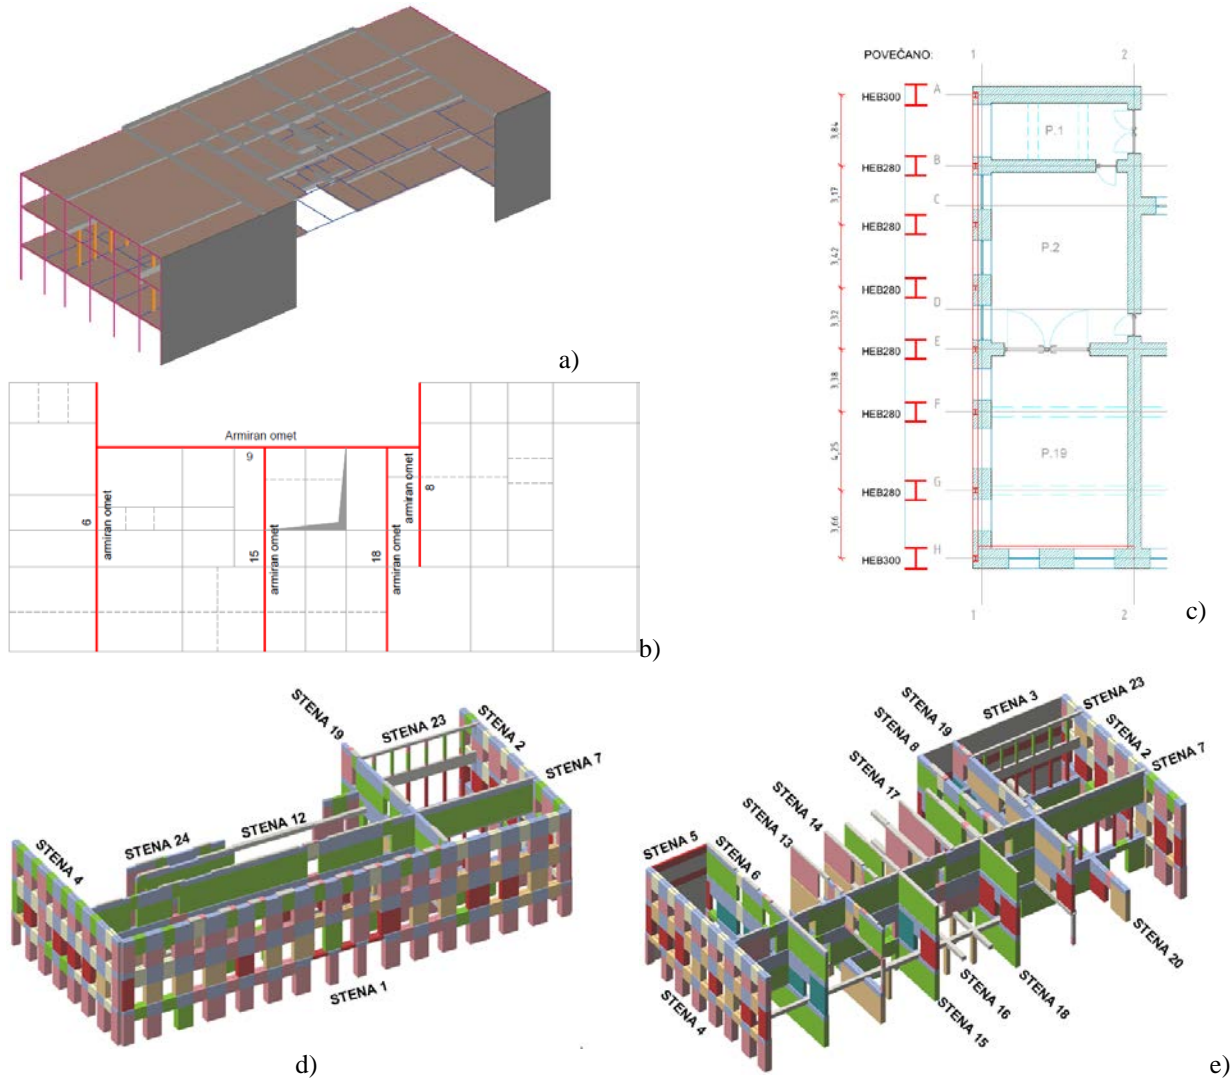 a)
Armiran omet
9
6
armiran omet
15
armiran omet
18
armiran omet
8
armiran omet
b)
POVEČANO:
1
2
HEB300
A
3,84
P.1
HEB280
B
3,17
C
HEB280
P.2
3,42
HEB280
D
3,32
HEB280
E
3,38
HEB280
F
4,25
P.19
HEB280
G
3,66
HEB300
H
1
2
c)
STENA 19
STENA 23
STENA 2
STENA 7
STENA 12
STENA 24
STENA 4
STENA 1
d)
STENA 3
STENA 23
STENA 19
STENA 8
STENA 2
STENA 7
STENA 17
STENA 14
STENA 13
STENA 5
STENA 6
STENA 4
STENA 20
STENA 18
STENA 16
STENA 15
e)